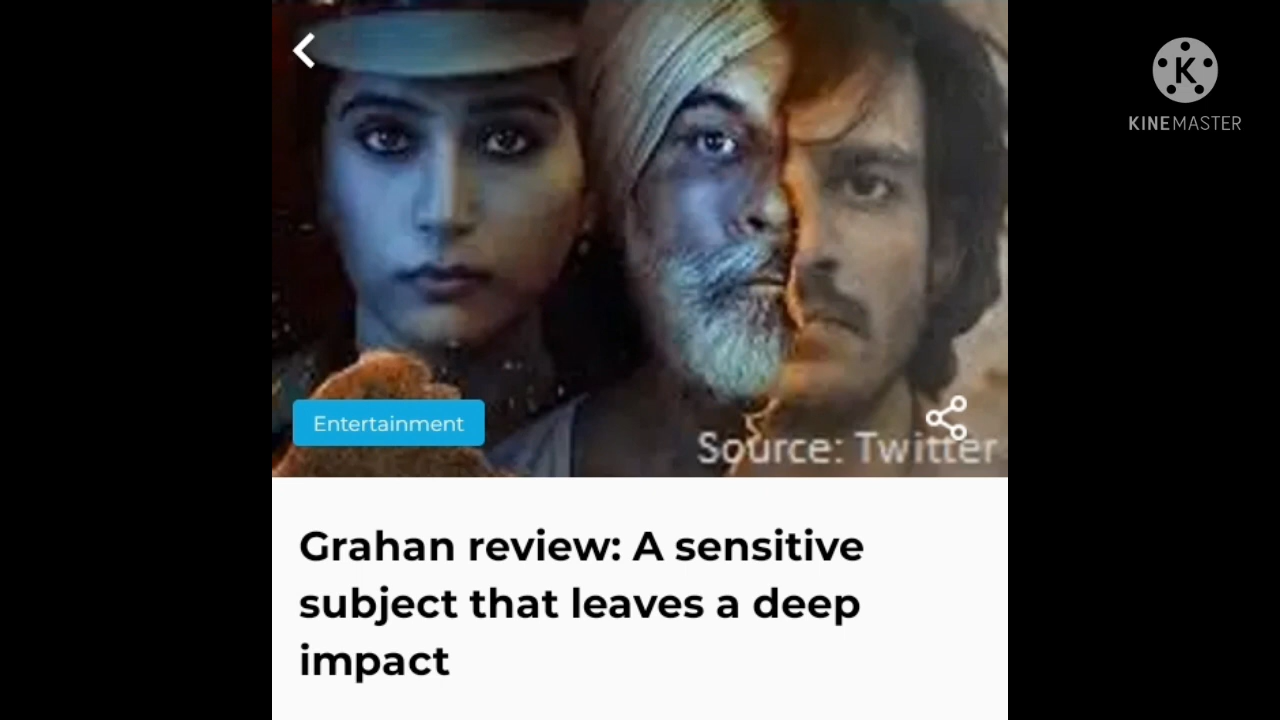 K
KINEMASTER
Entertainment
Source: Twitter
Grahan review: A sensitive
subject that leaves a deep
impact